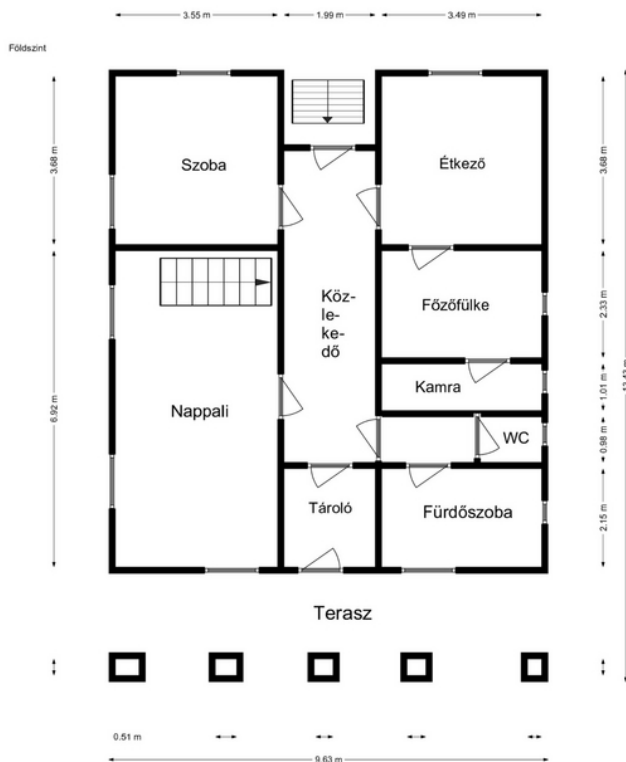 3.55 m
1.99 m
3.49 m
Földszint
3.68 m
Szoba
Étkező
3.68 m
Köz-
le-
ke-
dő
Főzőfülke
2.33 m
Kamra
1.01 m
6.92 m
Nappali
WC
0.98 m
Tároló
Fürdőszoba
2.15 m
Terasz
0.51 m
9.63 m